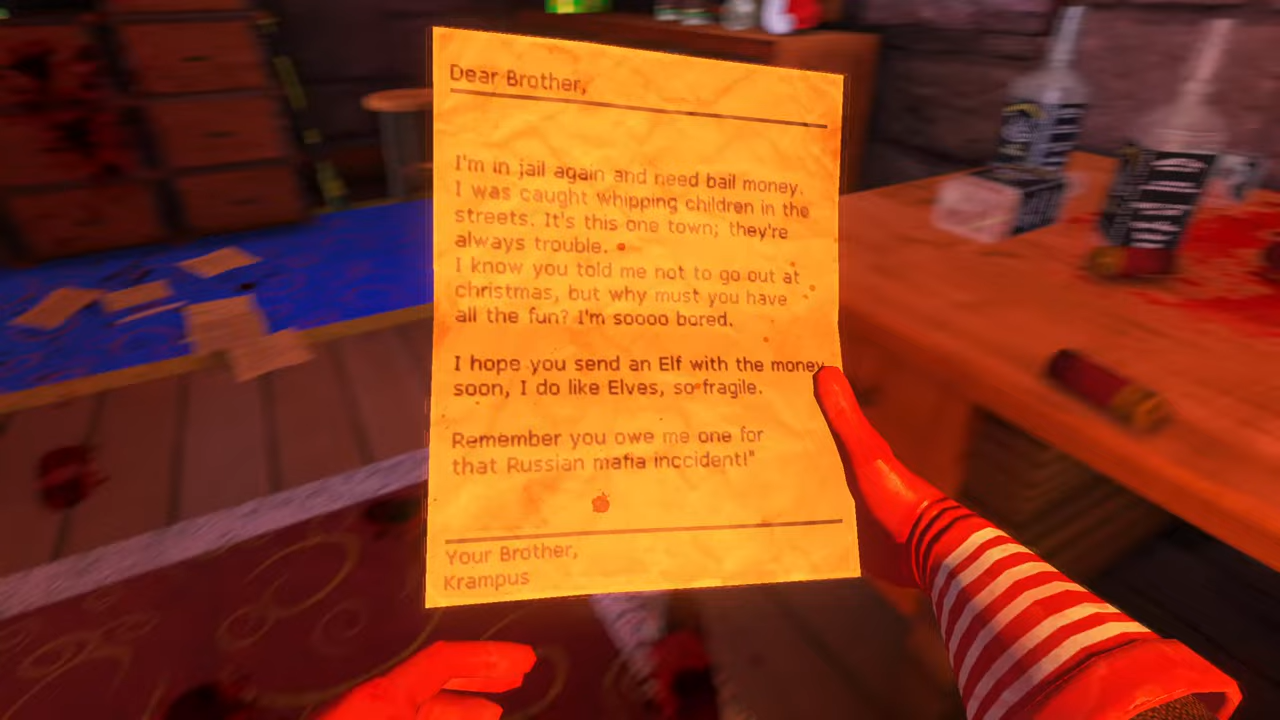 Dear Brother,
I'm in jail again and need bail money.
I was caught whipping children in the
streets. It's this one town; they're
always trouble.
I know you told me not to go out at
christmas, but why must you have
all the fun? I'm soooo bored.
I hope you send an Elf with the money
soon, I do like Elves, so fragile.
Remember you owe me one for
that Russian mafia inccident!"
Your Brother,
Krampus